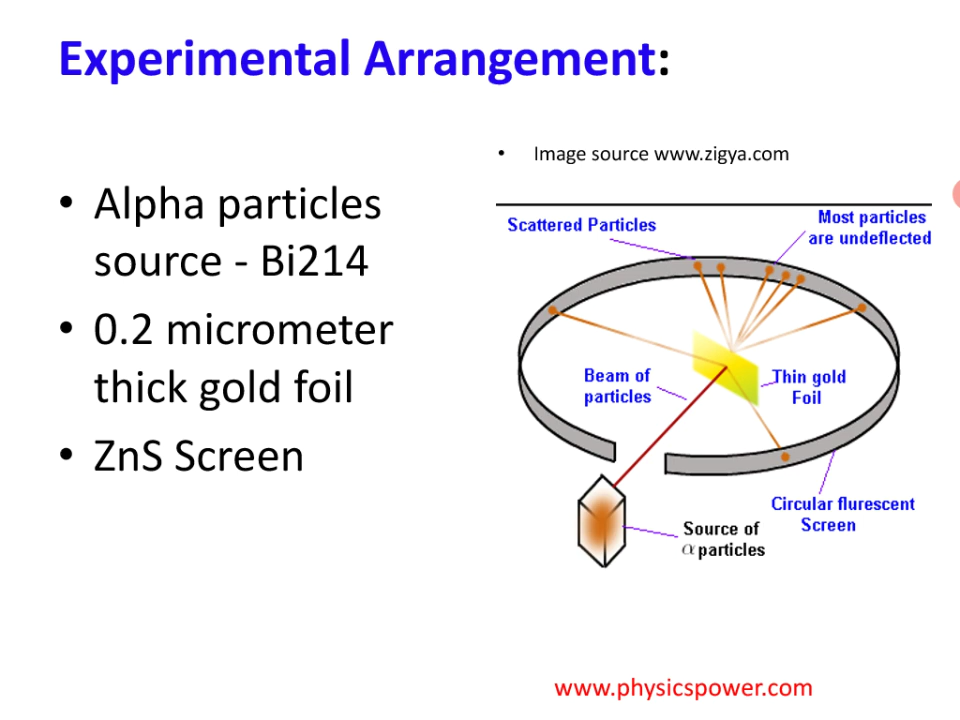 Experimental Arrangement:
• Image source www.zigya.com
• Alpha particles
source - Bi214
• 0.2 micrometer
thick gold foil
• ZnS Screen
Scattered Particles
Most particles
are undeflected
Beam of
particles
Thin gold
Foil
Circular flurescent
Screen
Source of
α particles
www.physicspower.com